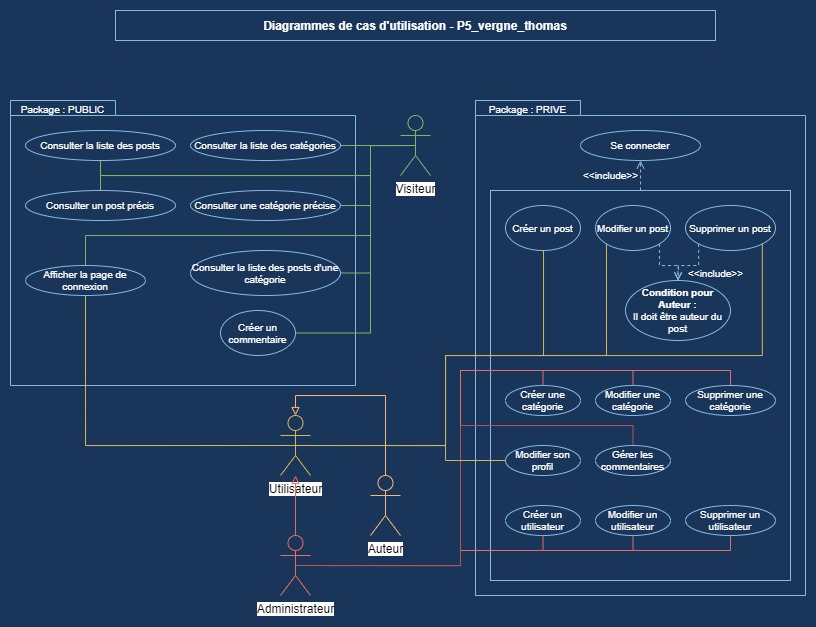 Diagrammes de cas d'utilisation - P5_vergne_thomas
Package : PUBLIC
Consulter la liste des posts
Consulter la liste des catégories
Consulter un post précis
Consulter une catégorie précise
Afficher la page de
connexion
Consulter la liste des posts d'une
catégorie
Créer un
commentaire
Visiteur
Package : PRIVE
Se connecter
<<include>>
Créer un post
Modifier un post
Supprimer un post
<<include>>
Condition pour
Auteur :
Il doit être auteur du
post
Créer une
catégorie
Modifier une
catégorie
Supprimer une
catégorie
Modifier son
profil
Gérer les
commentaires
Créer un
utilisateur
Modifier un
utilisateur
Supprimer un
utilisateur
Utilisateur
Auteur
Administrateur